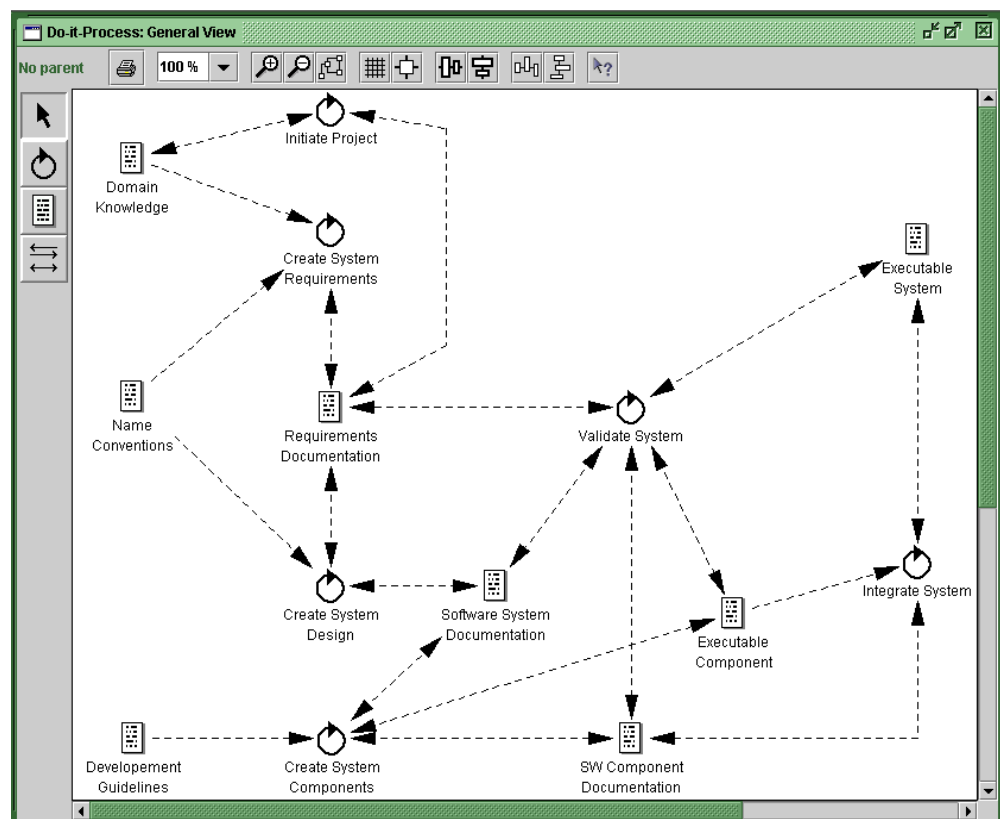 Do-it-Process: General View
No parent
100 %
?
Initiate Project
Domain
Knowledge
Create System
Requirements
Executable
System
Name
Conventions
Requirements
Documentation
Validate System
Create System
Design
Software System
Documentation
Executable
Component
Integrate System
Developement
Guidelines
Create System
Components
SW Component
Documentation